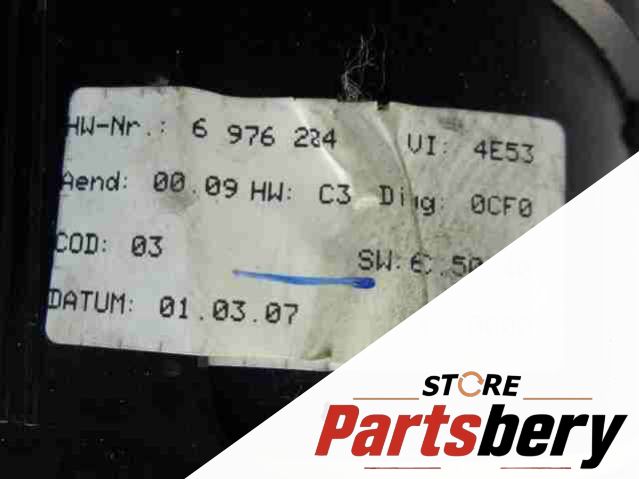 HW-Nr.: 6 976 284 VI: 4E53
Aend: 00.09 HW: C3 Diag: 0CF0
COD: 03 SW:
DATUM: 01.03.07
STORE
Partsbery